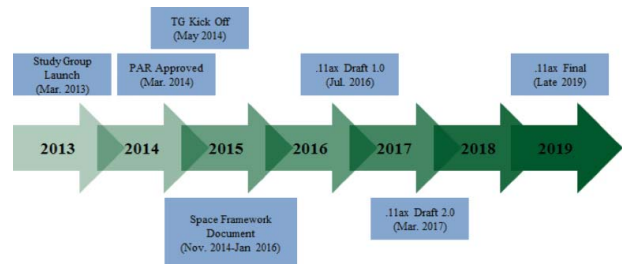 TG Kick Off
(May 2014)
Study Group
Launch
(Mar. 2013)
PAR Approved
(Mar. 2014)
.11ax Draft 1.0
(Jul. 2016)
.11ax Final
(Late 2019)
2013
2014
2015
2016
2017
2018
2019
Space Framework
Document
(Nov. 2014-Jan 2016)
.11ax Draft 2.0
(Mar. 2017)